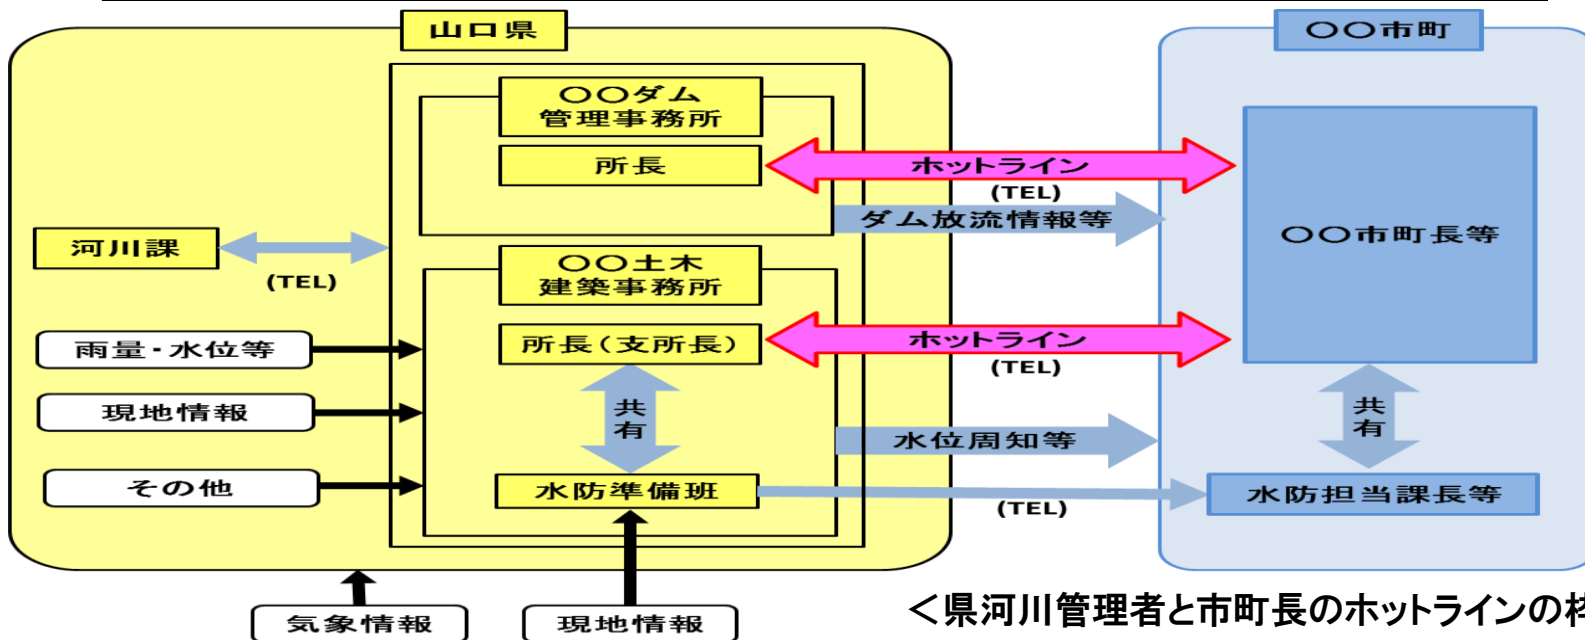 山口県
〇〇市町
〇〇ダム
管理事務所
所長
ホットライン
(TEL)
ダム放流情報等
〇〇市町長等
河川課
(TEL)
〇〇土木
建築事務所
所長(支所長)
ホットライン
(TEL)
雨量・水位等
現地情報
その他
共
有
水位周知等
共
有
水防準備班
(TEL)
水防担当課長等
気象情報
現地情報
＜県河川管理者と市町長のホットラインの